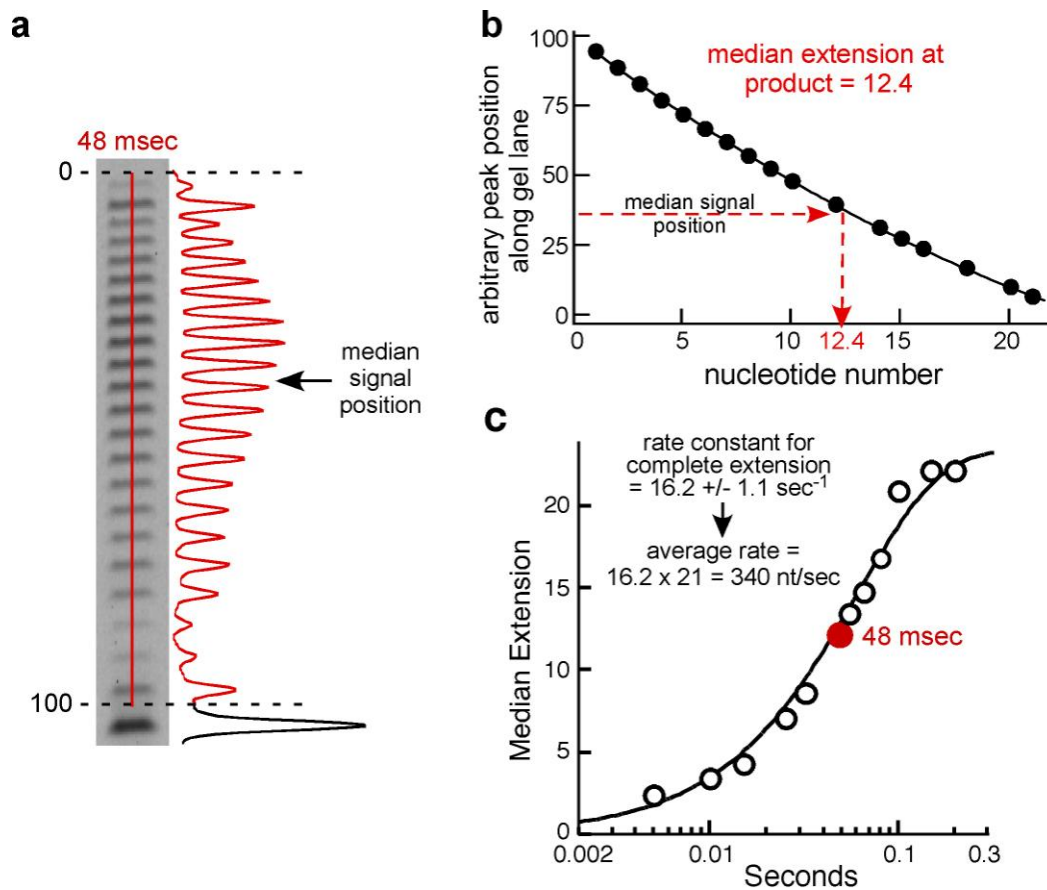 a
48 msec
0
100
median
signal
position
b
100
75
50
25
0
arbitrary peak position
along gel lane
median extension at
product = 12.4
median signal
position
0
5
10
12.4
15
20
nucleotide number
c
rate constant for
complete extension
= 16.2 +/- 1.1 sec⁻¹
average rate =
16.2 x 21 = 340 nt/sec
48 msec
Median Extension
20
15
10
5
0
0.002
0.01
0.1
0.3
Seconds